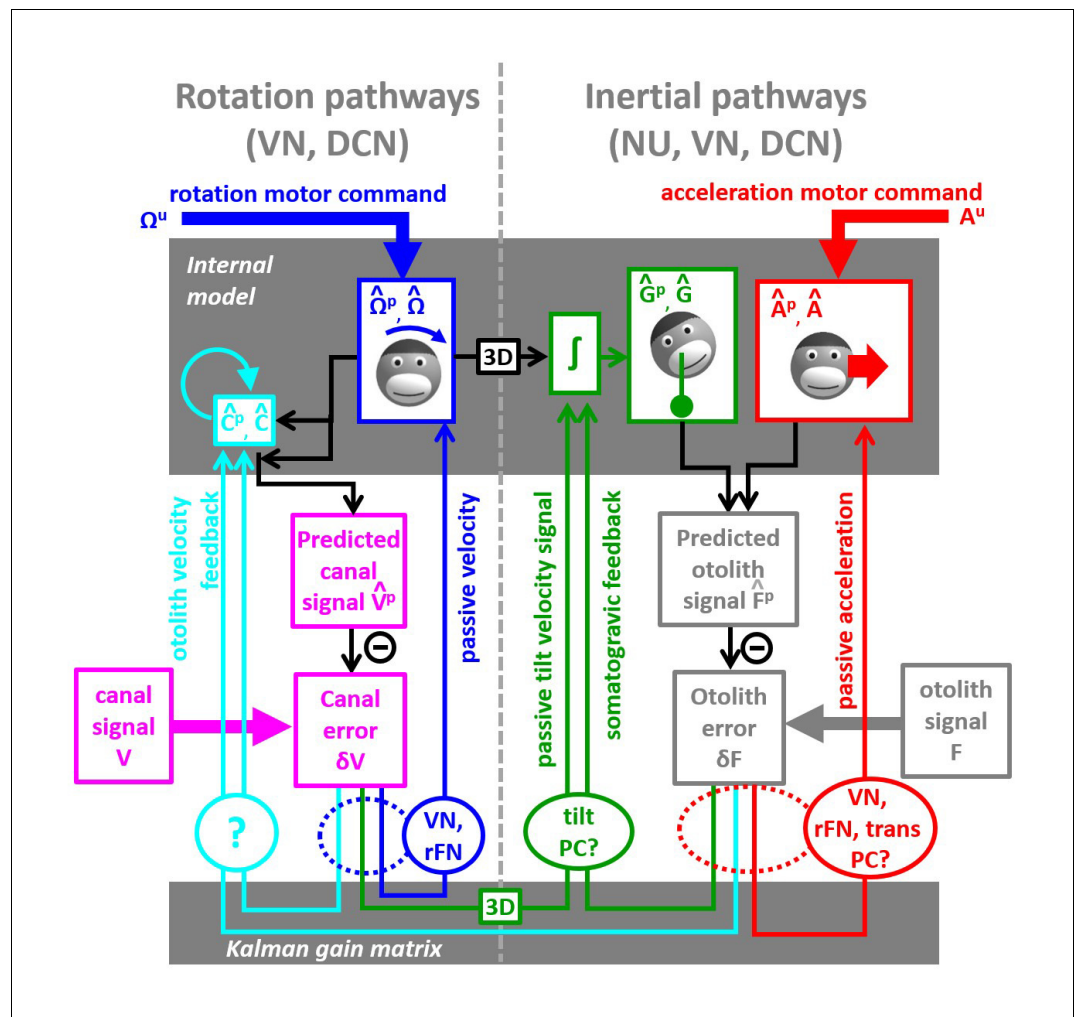 Rotation pathways
(VN, DCN)
Inertial pathways
(NU, VN, DCN)
rotation motor command
Ωᵘ
acceleration motor command
Aᵘ
Internal
model
Ω̂ᵖ, Ω̂
3D
∫
Ĝᵖ, Ĝ
Âᵖ, Â
Ĉᵖ, Ĉ
otolith velocity
feedback
Predicted
canal
signal V̂ᵖ
passive velocity
passive tilt velocity signal
somatogravic feedback
Predicted
otolith
signal F̂ᵖ
passive acceleration
−
−
canal
signal
V
Canal
error
δV
Otolith
error
δF
otolith
signal
F
?
VN,
rFN
tilt
PC?
VN,
rFN, trans
PC?
3D
Kalman gain matrix